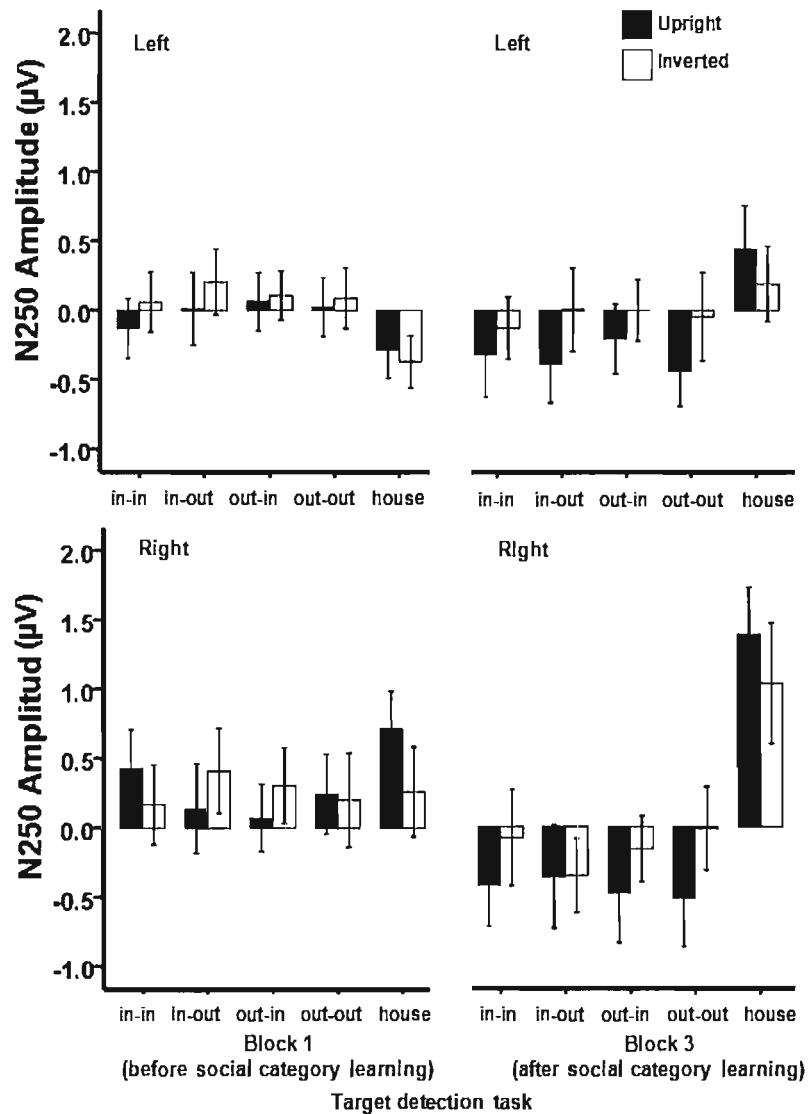 Upright
Inverted
Left
Left
N250 Amplitude (µV)
2.0
1.5
1.0
0.5
0.0
-0.5
-1.0
in-in in-out out-in out-out house
in-in in-out out-in out-out house
Right
RIght
N250 Amplitud (µV)
2.0
1.5
1.0
0.5
0.0
-0.5
-1.0
in-in In-out out-in out-out house
in-in in-out out-in out-out house
Block 1
(before social category learning)
Block 3
(after social category learning)
Target detection task